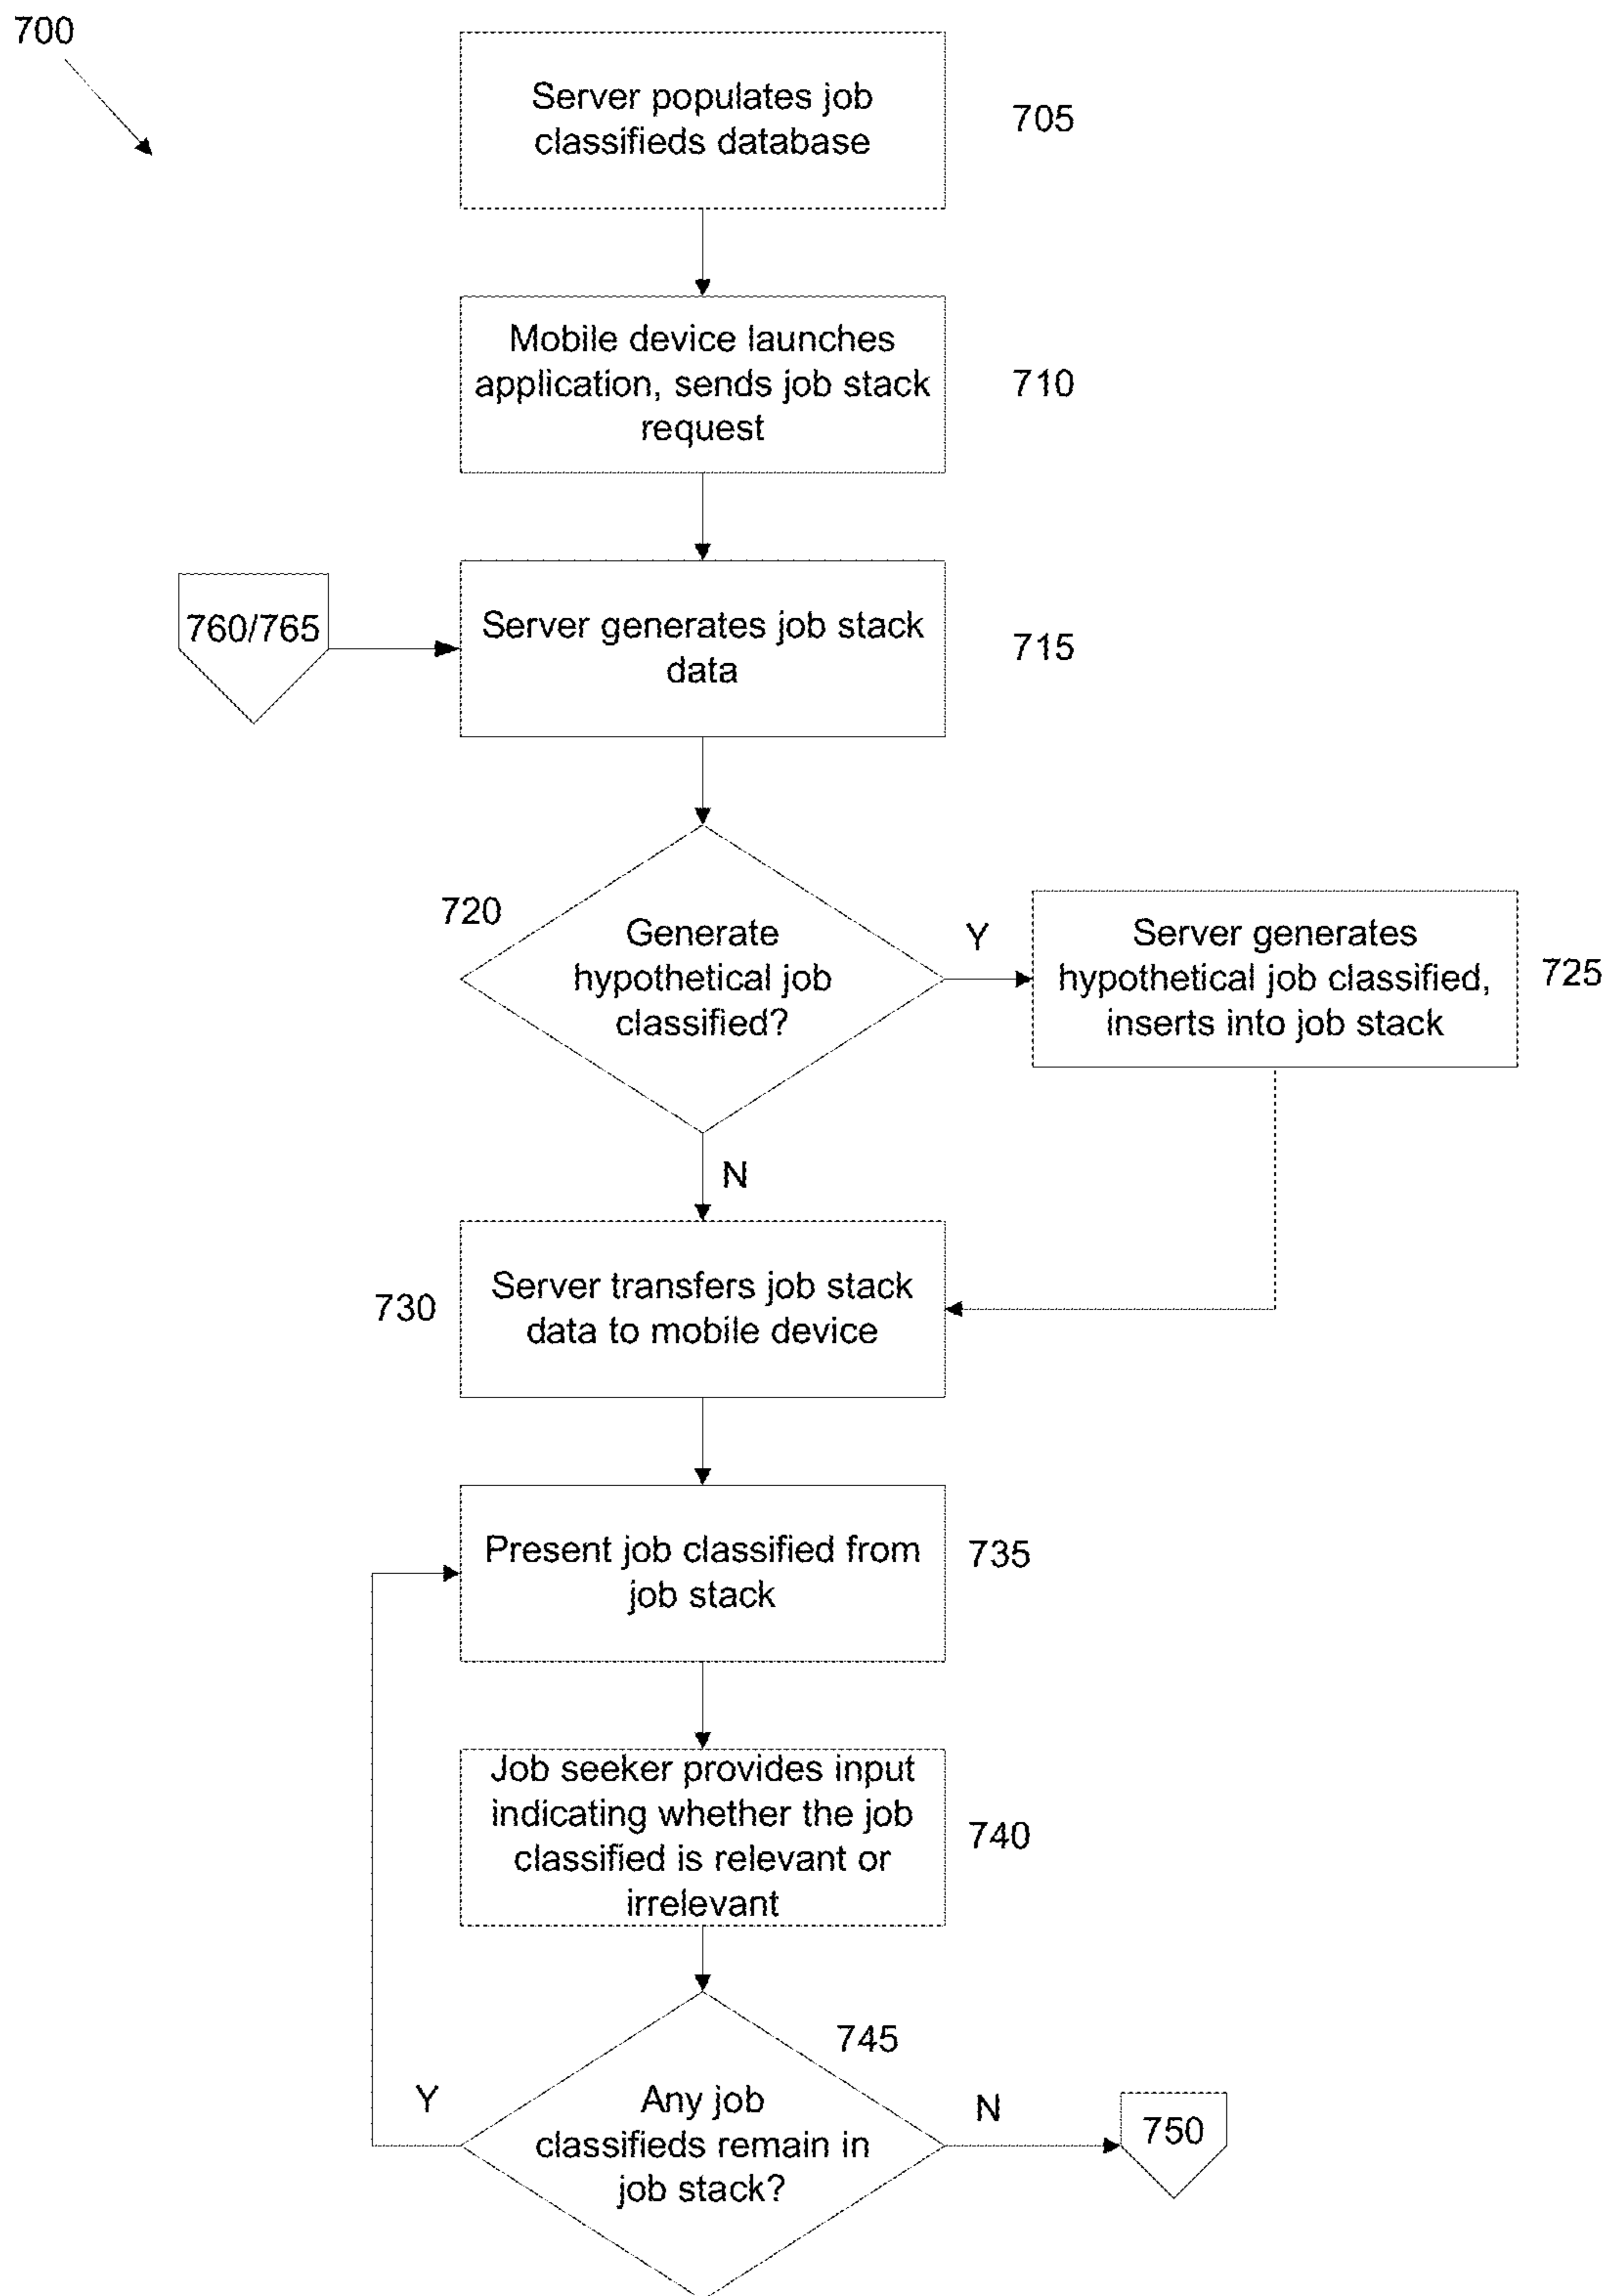 700
Server populates job
classifieds database
705
Mobile device launches
application, sends job stack
request
710
760/765
Server generates job stack
data
715
720
Generate
hypothetical job
classified?
Y
Server generates
hypothetical job classified,
inserts into job stack
725
N
730
Server transfers job stack
data to mobile device
Present job classified from
job stack
735
Job seeker provides input
indicating whether the job
classified is relevant or
irrelevant
740
745
Y
Any job
classifieds remain in
job stack?
N
750